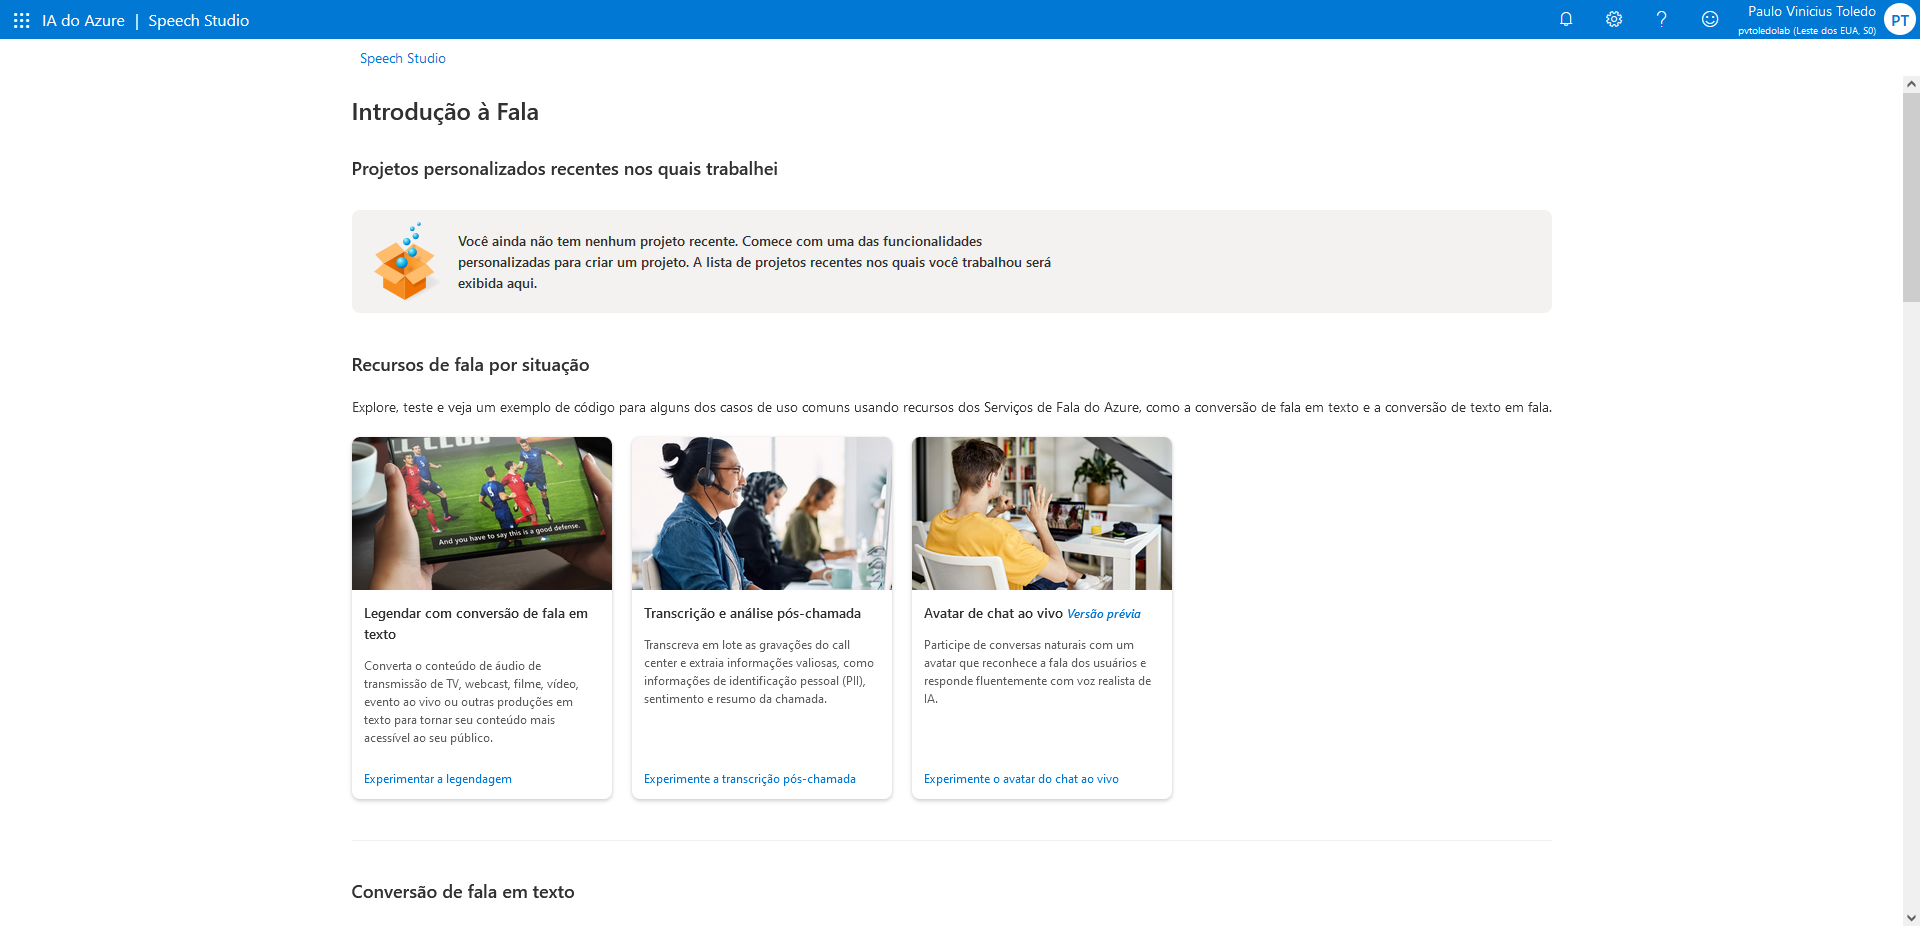 IA do Azure | Speech Studio
Paulo Vinicius Toledo
pvtoledolab (Leste dos EUA, S0)
PT
Speech Studio
Introdução à Fala
Projetos personalizados recentes nos quais trabalhei
Você ainda não tem nenhum projeto recente. Comece com uma das funcionalidades
personalizadas para criar um projeto. A lista de projetos recentes nos quais você trabalhou será
exibida aqui.
Recursos de fala por situação
Explore, teste e veja um exemplo de código para alguns dos casos de uso comuns usando recursos dos Serviços de Fala do Azure, como a conversão de fala em texto e a conversão de texto em fala.
And you have to say this is a good defense.
Legendar com conversão de fala em
texto
Converta o conteúdo de áudio de
transmissão de TV, webcast, filme, vídeo,
evento ao vivo ou outras produções em
texto para tornar seu conteúdo mais
acessível ao seu público.
Experimentar a legendagem
Transcrição e análise pós-chamada
Transcreva em lote as gravações do call
center e extraia informações valiosas, como
informações de identificação pessoal (PII),
sentimento e resumo da chamada.
Experimente a transcrição pós-chamada
Avatar de chat ao vivo Versão prévia
Participe de conversas naturais com um
avatar que reconhece a fala dos usuários e
responde fluentemente com voz realista de
IA.
Experimente o avatar do chat ao vivo
Conversão de fala em texto